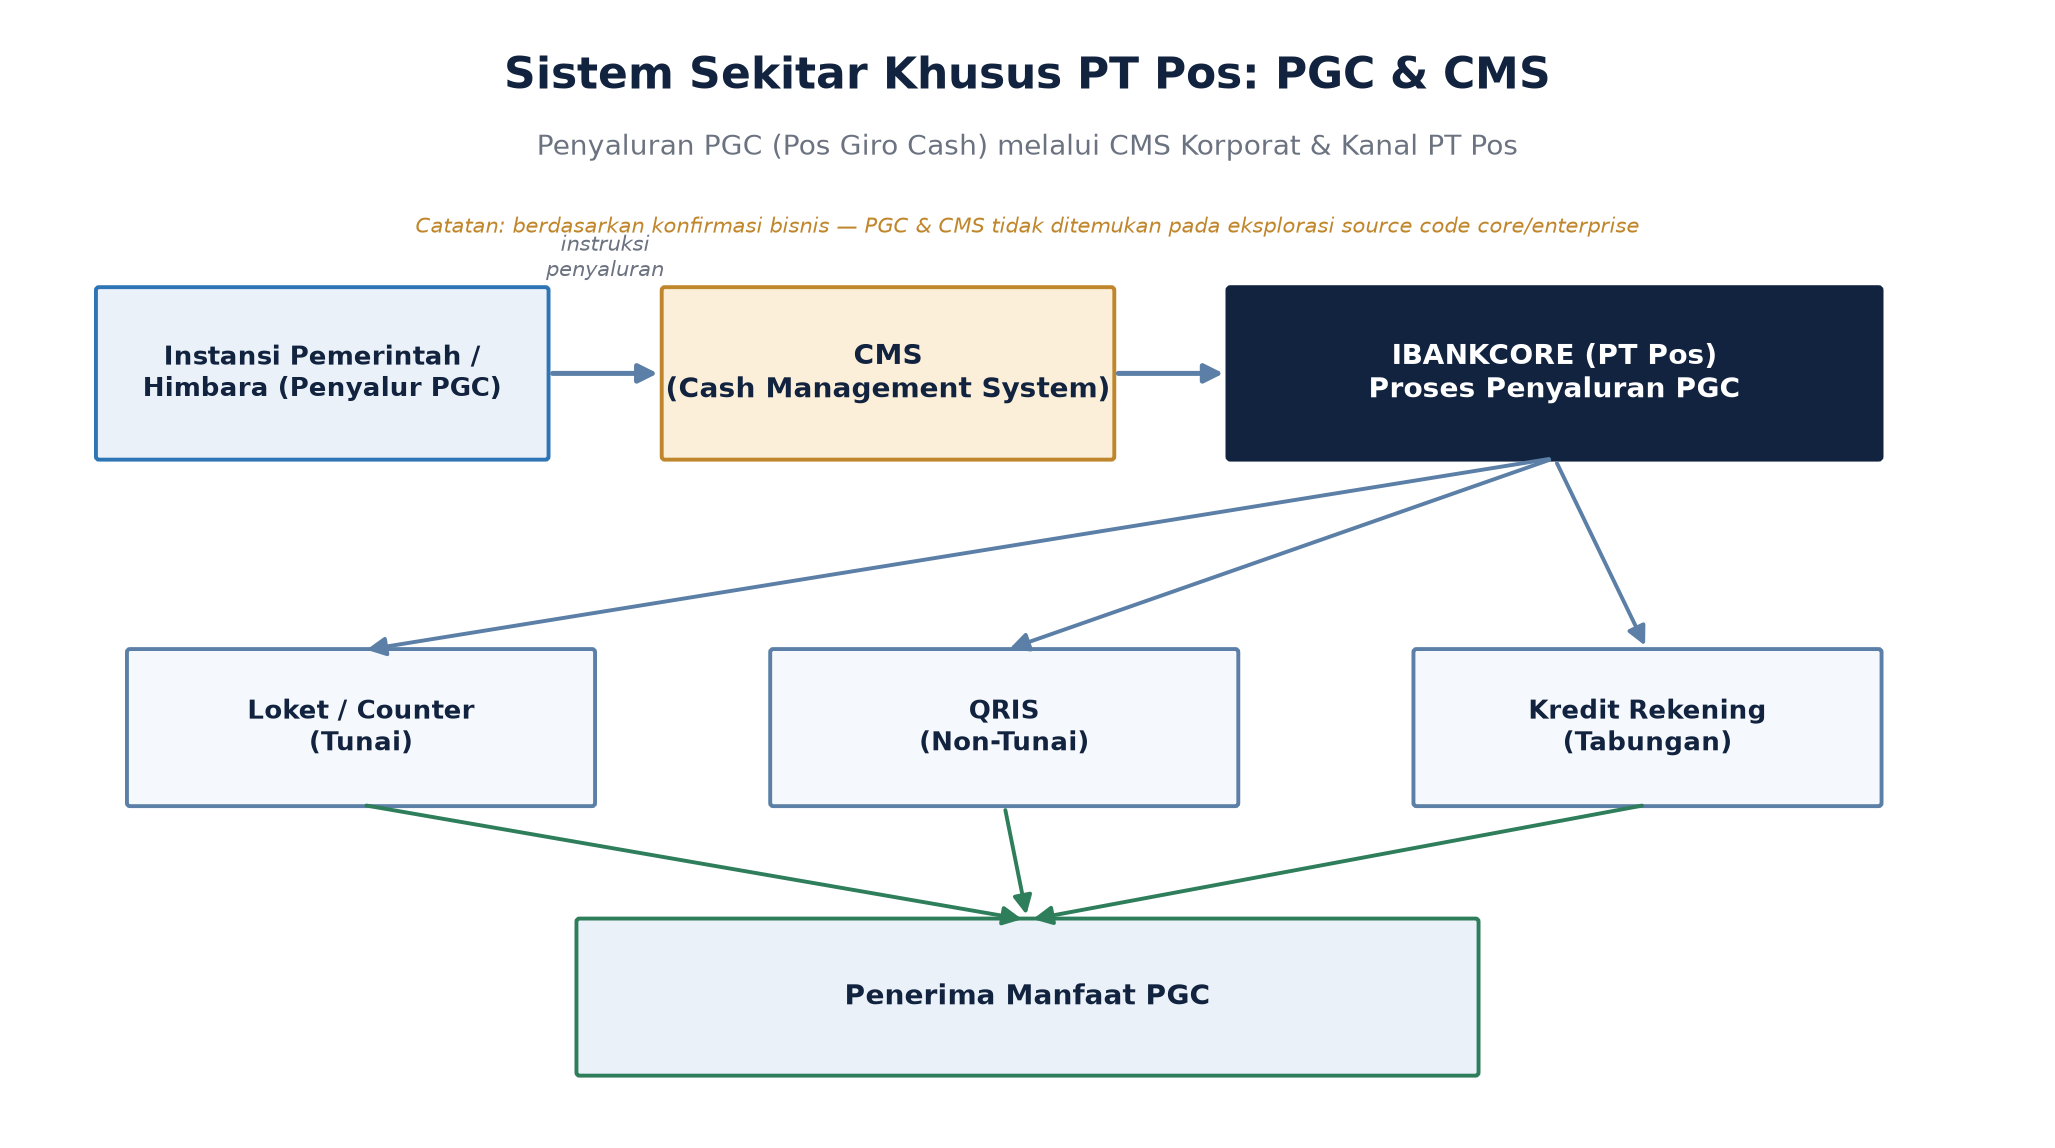 Sistem Sekitar Khusus PT Pos: PGC & CMS
Penyaluran PGC (Pos Giro Cash) melalui CMS Korporat & Kanal PT Pos
Catatan: berdasarkan konfirmasi bisnis — PGC & CMS tidak ditemukan pada eksplorasi source code core/enterprise
instruksi
penyaluran
Instansi Pemerintah /
Himbara (Penyalur PGC)
CMS
(Cash Management System)
IBANKCORE (PT Pos)
Proses Penyaluran PGC
Loket / Counter
(Tunai)
QRIS
(Non-Tunai)
Kredit Rekening
(Tabungan)
Penerima Manfaat PGC